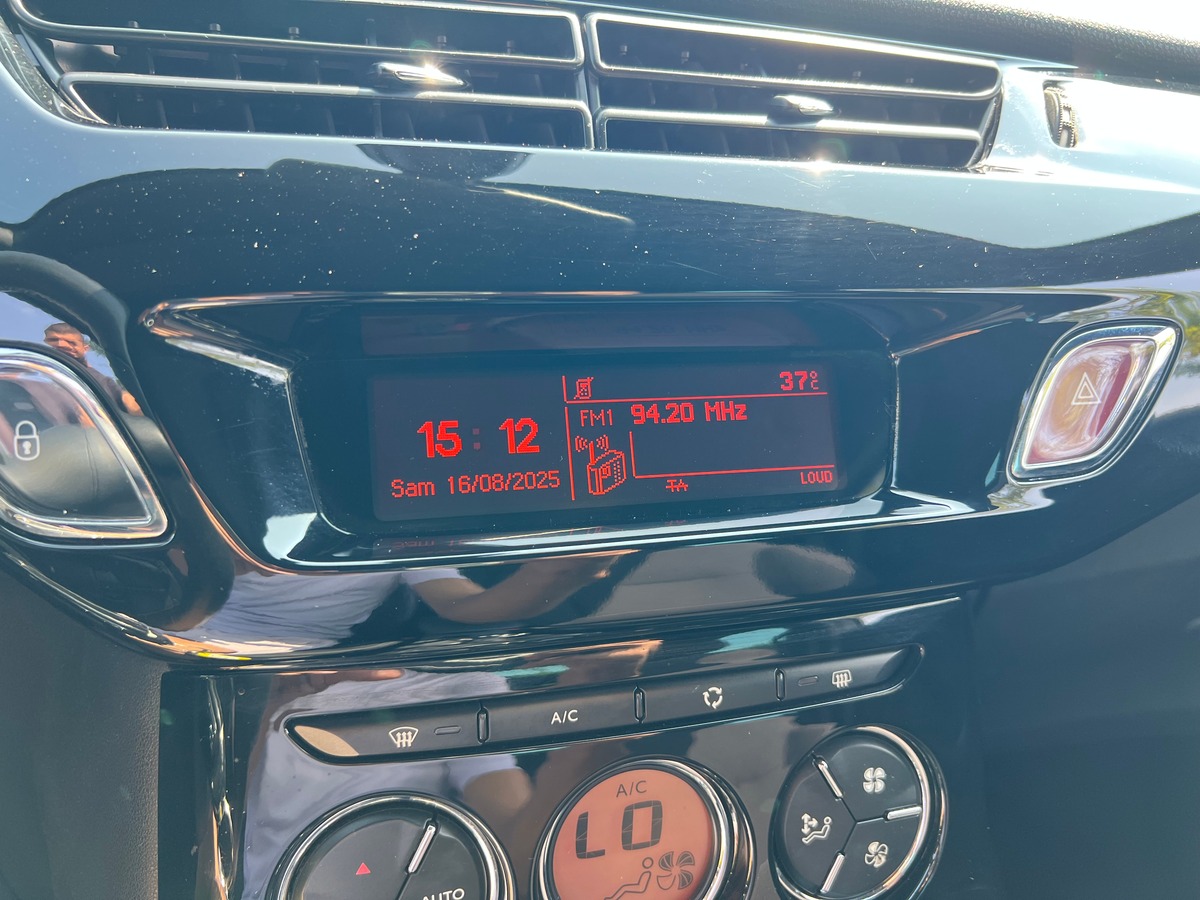 37°C
FM1 94.20 MHz
15:12
Sam 16/08/2025
TA
LOUD
A/C
A/C
LO
AUTO